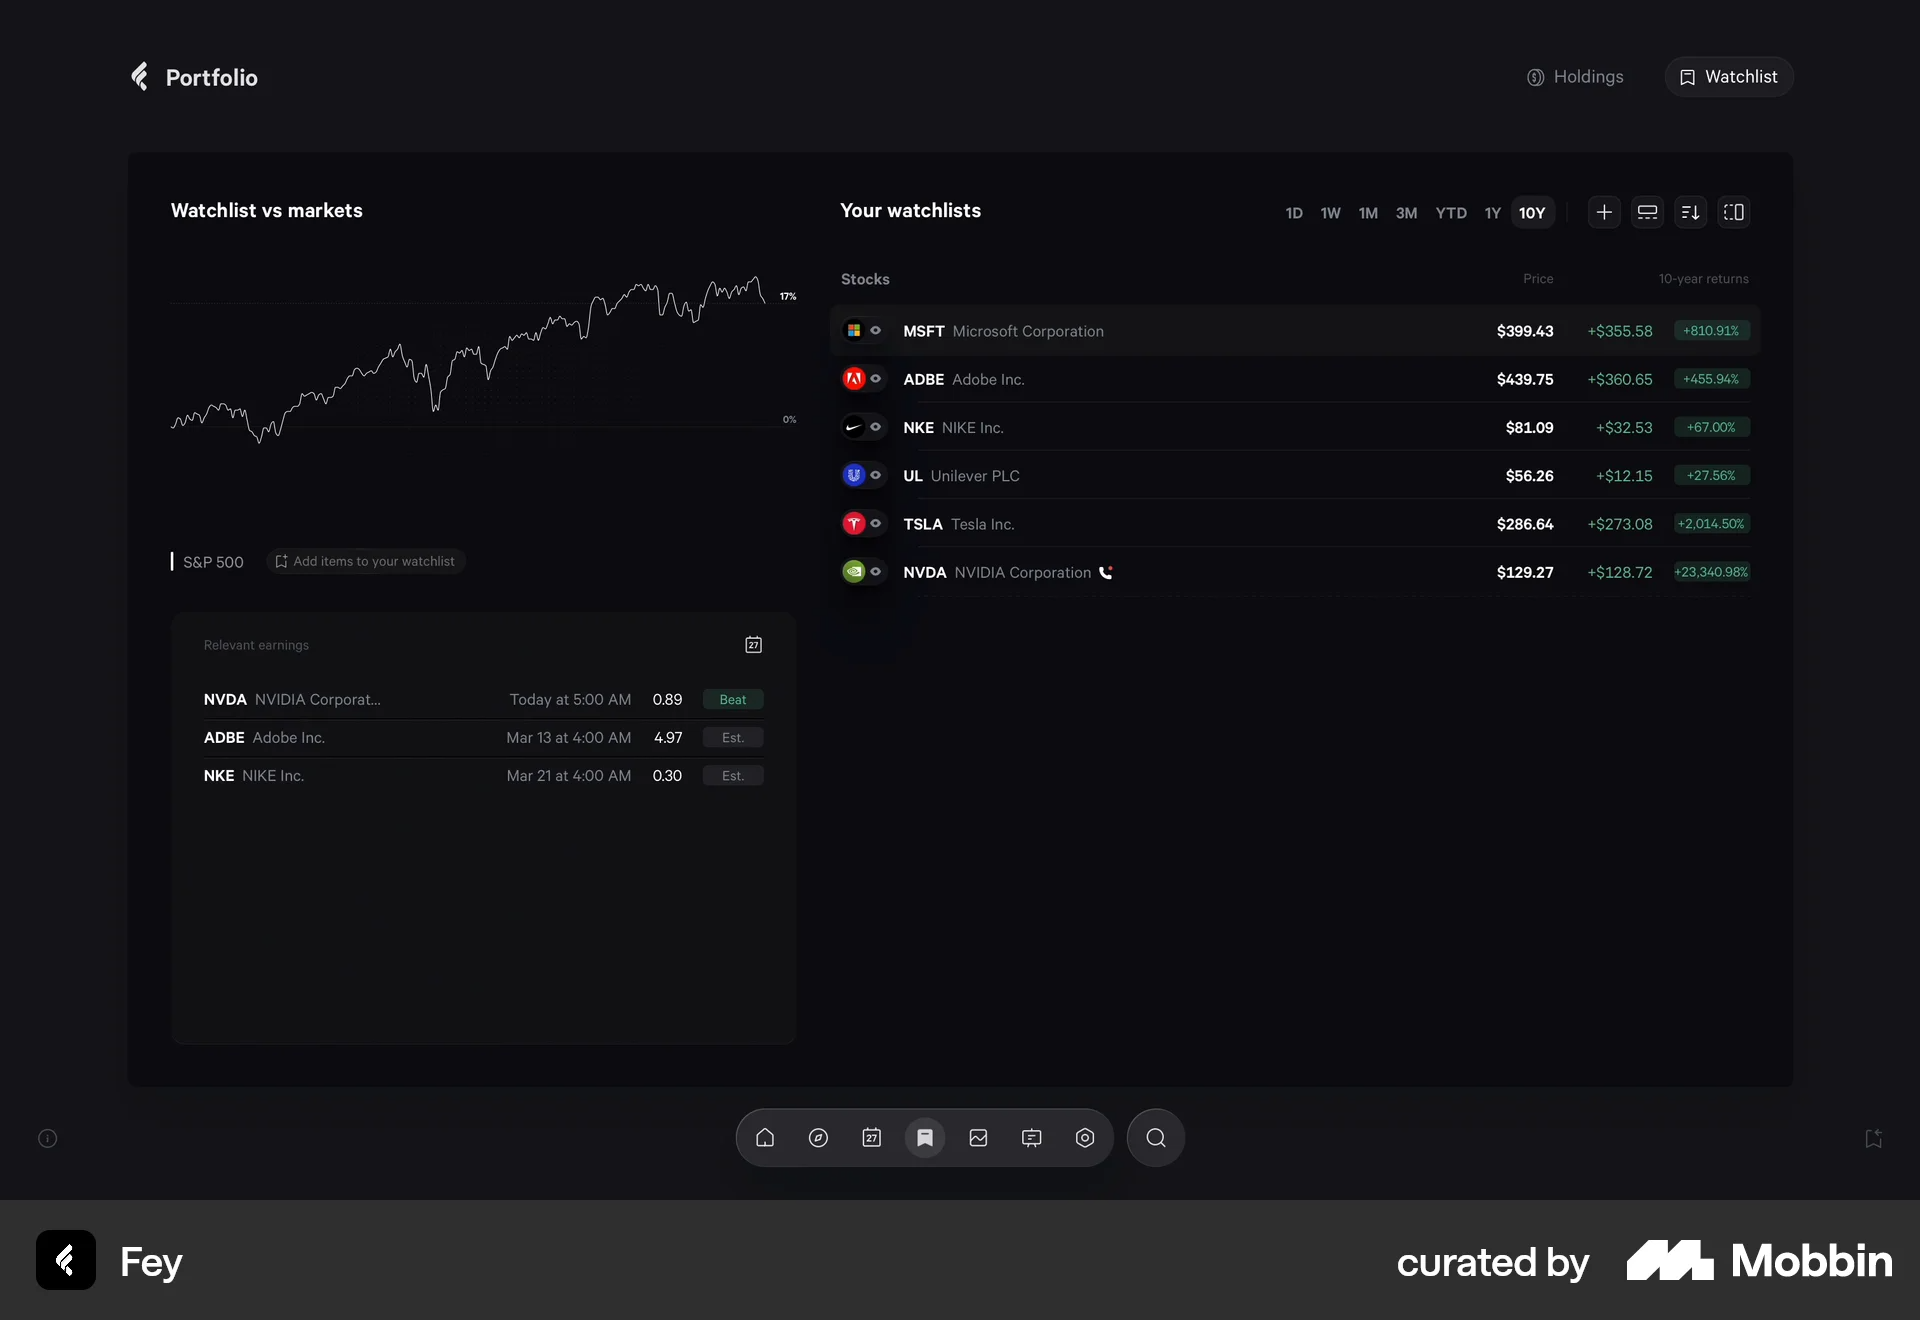 Portfolio
Holdings
Watchlist
Watchlist vs markets
17%
0%
S&P 500
Add items to your watchlist
Relevant earnings
27
NVDA NVIDIA Corporat... Today at 5:00 AM 0.89 Beat
ADBE Adobe Inc. Mar 13 at 4:00 AM 4.97 Est.
NKE NIKE Inc. Mar 21 at 4:00 AM 0.30 Est.
Your watchlists
1D 1W 1M 3M YTD 1Y 10Y
Stocks Price 10-year returns
MSFT Microsoft Corporation $399.43 +$355.58 +810.91%
ADBE Adobe Inc. $439.75 +$360.65 +455.94%
NKE NIKE Inc. $81.09 +$32.53 +67.00%
UL Unilever PLC $56.26 +$12.15 +27.56%
TSLA Tesla Inc. $286.64 +$273.08 +2,014.50%
NVDA NVIDIA Corporation $129.27 +$128.72 +23,340.98%
27
Fey
curated by Mobbin